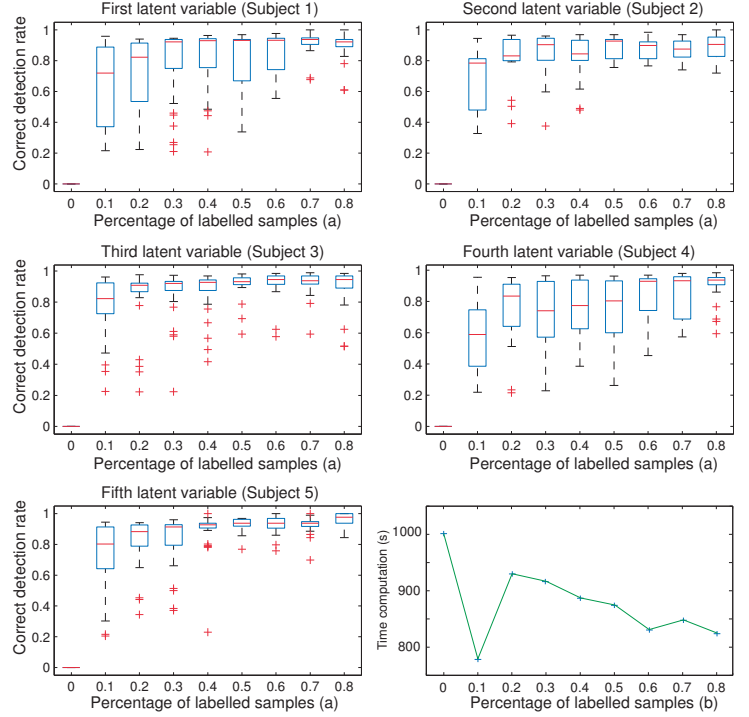 First latent variable (Subject 1)
Correct detection rate
1
0.8
0.6
0.4
0.2
0
0 0.1 0.2 0.3 0.4 0.5 0.6 0.7 0.8
Percentage of labelled samples (a)
Second latent variable (Subject 2)
1
0.8
0.6
0.4
0.2
0
0 0.1 0.2 0.3 0.4 0.5 0.6 0.7 0.8
Percentage of labelled samples (a)
Third latent variable (Subject 3)
Correct detection rate
1
0.8
0.6
0.4
0.2
0
0 0.1 0.2 0.3 0.4 0.5 0.6 0.7 0.8
Percentage of labelled samples (a)
Fourth latent variable (Subject 4)
1
0.8
0.6
0.4
0.2
0
0 0.1 0.2 0.3 0.4 0.5 0.6 0.7 0.8
Percentage of labelled samples (a)
Fifth latent variable (Subject 5)
Correct detection rate
1
0.8
0.6
0.4
0.2
0
0 0.1 0.2 0.3 0.4 0.5 0.6 0.7 0.8
Percentage of labelled samples (a)
Time computation (s)
1000
900
800
0 0.1 0.2 0.3 0.4 0.5 0.6 0.7 0.8
Percentage of labelled samples (b)